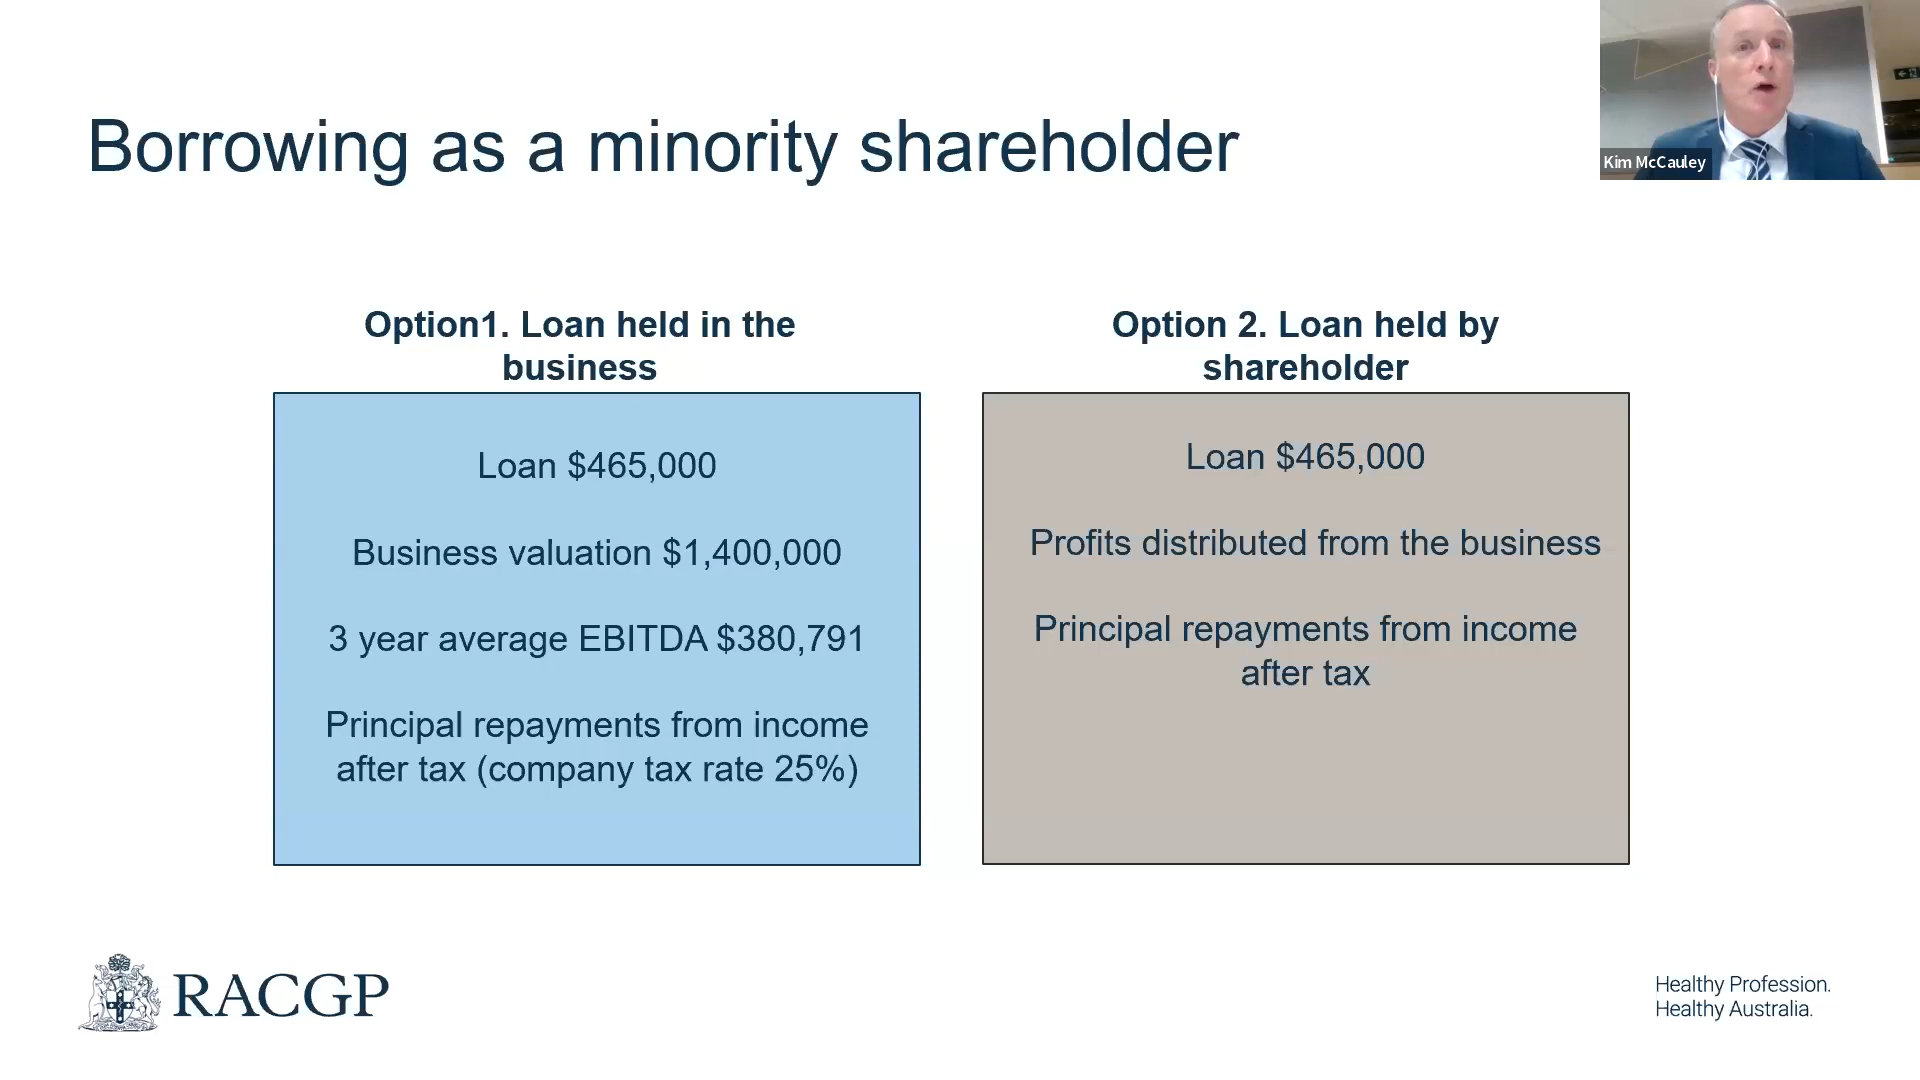 Borrowing as a minority shareholder
Kim McCauley
Option1. Loan held in the
business
Loan $465,000
Business valuation $1,400,000
3 year average EBITDA $380,791
Principal repayments from income
after tax (company tax rate 25%)
Option 2. Loan held by
shareholder
Loan $465,000
Profits distributed from the business
Principal repayments from income
after tax
RACGP
Healthy Profession.
Healthy Australia.